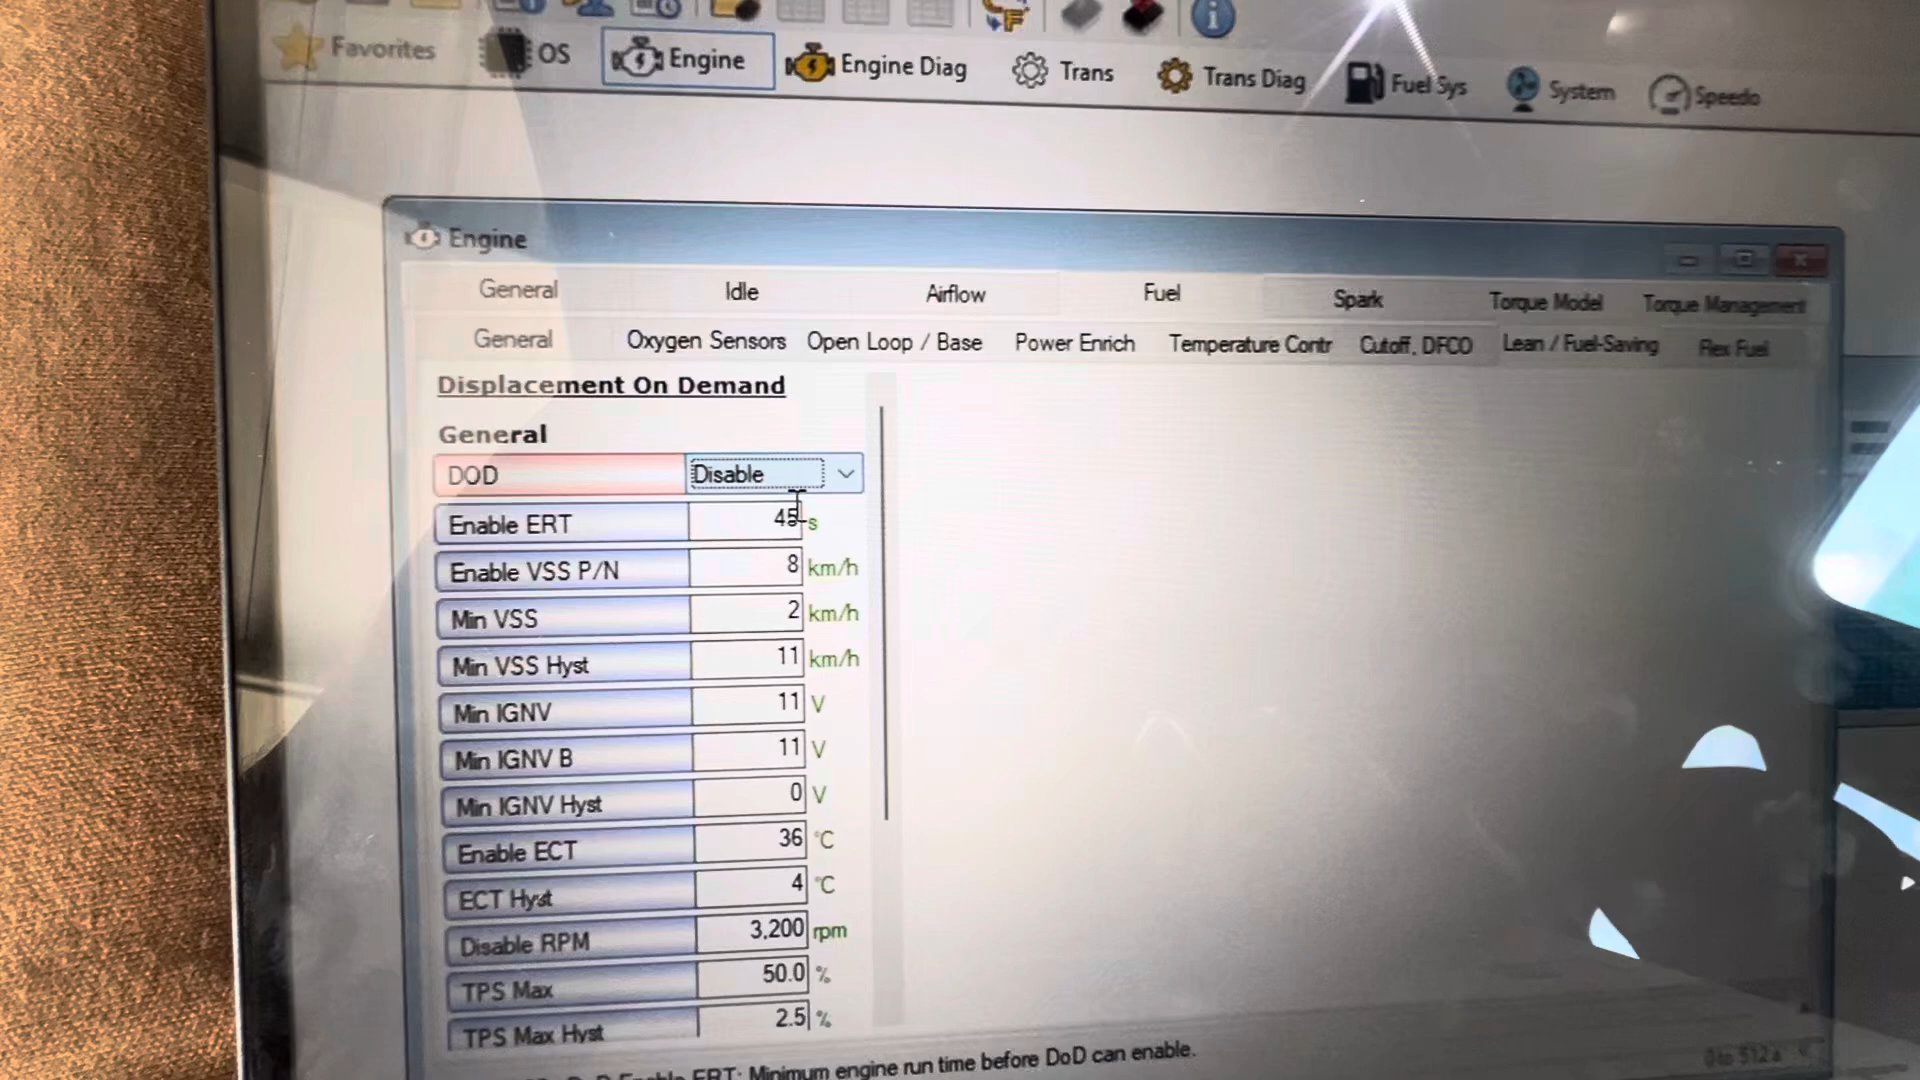 Favorites OS Engine Engine Diag Trans Trans Diag Fuel Sys System Speedo
Engine
General Idle Airflow Fuel Spark Torque Model Torque Management
General Oxygen Sensors Open Loop / Base Power Enrich Temperature Contr Cutoff, DFCO Lean / Fuel-Saving Flex Fuel
Displacement On Demand
General
DOD Disable
Enable ERT 45 s
Enable VSS P/N 8 km/h
Min VSS 2 km/h
Min VSS Hyst 11 km/h
Min IGNV 11 V
Min IGNV B 11 V
Min IGNV Hyst 0 V
Enable ECT 36 °C
ECT Hyst 4 °C
Disable RPM 3,200 rpm
TPS Max 50.0 %
TPS Max Hyst 2.5 %
Enable ERT: Minimum engine run time before DoD can enable.